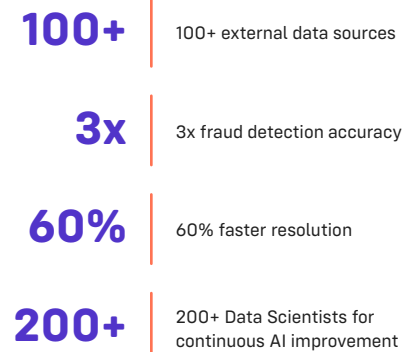 100+
100+ external data sources
3x
3x fraud detection accuracy
60%
60% faster resolution
200+
200+ Data Scientists for
continuous AI improvement